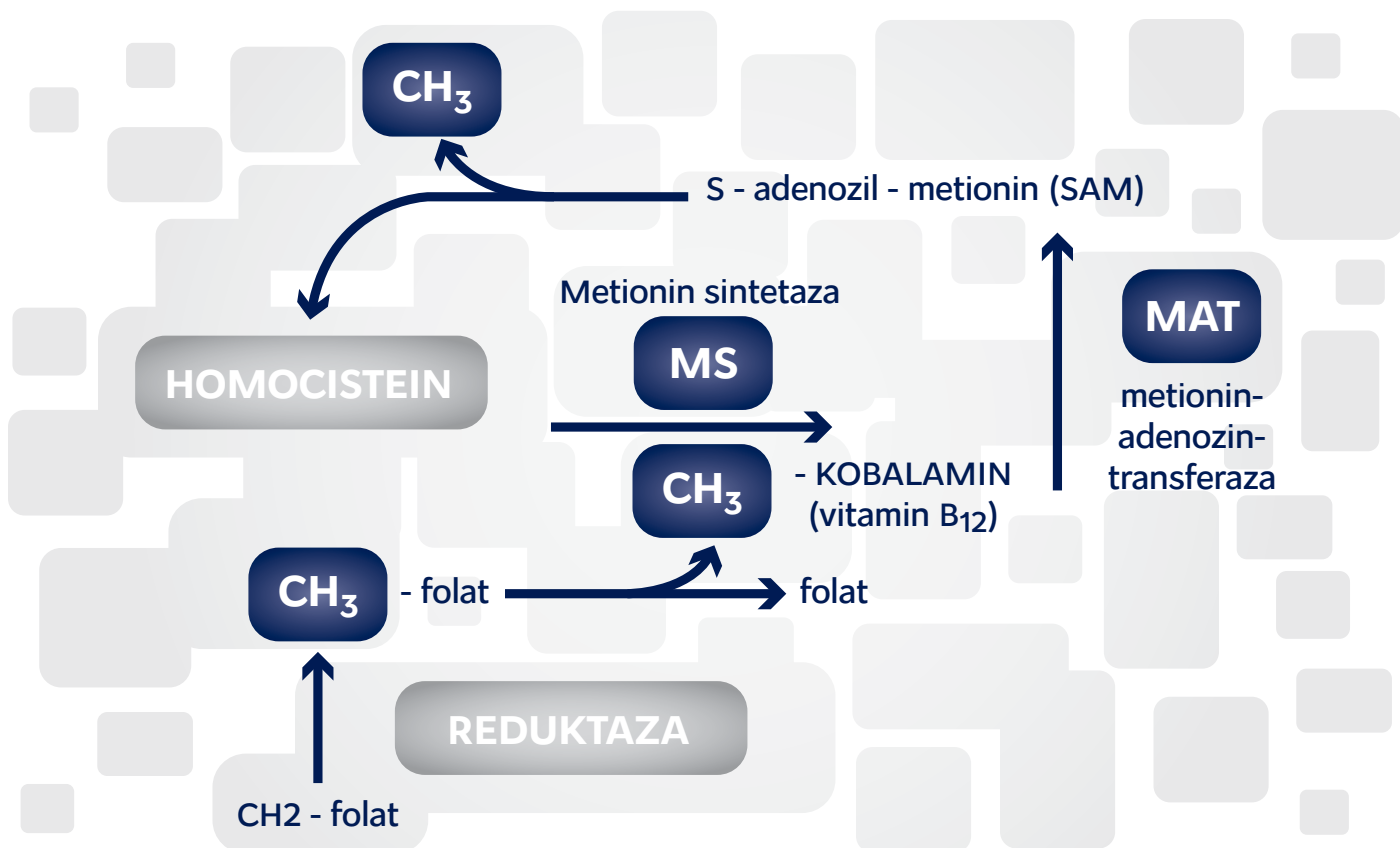 CH₃
S - adenozil - metionin (SAM)
Metionin sintetaza
MS
MAT
HOMOCISTEIN
metionin-
adenozin-
transferaza
CH₃ - KOBALAMIN
(vitamin B₁₂)
CH₃ - folat
folat
REDUKTAZA
CH2 - folat